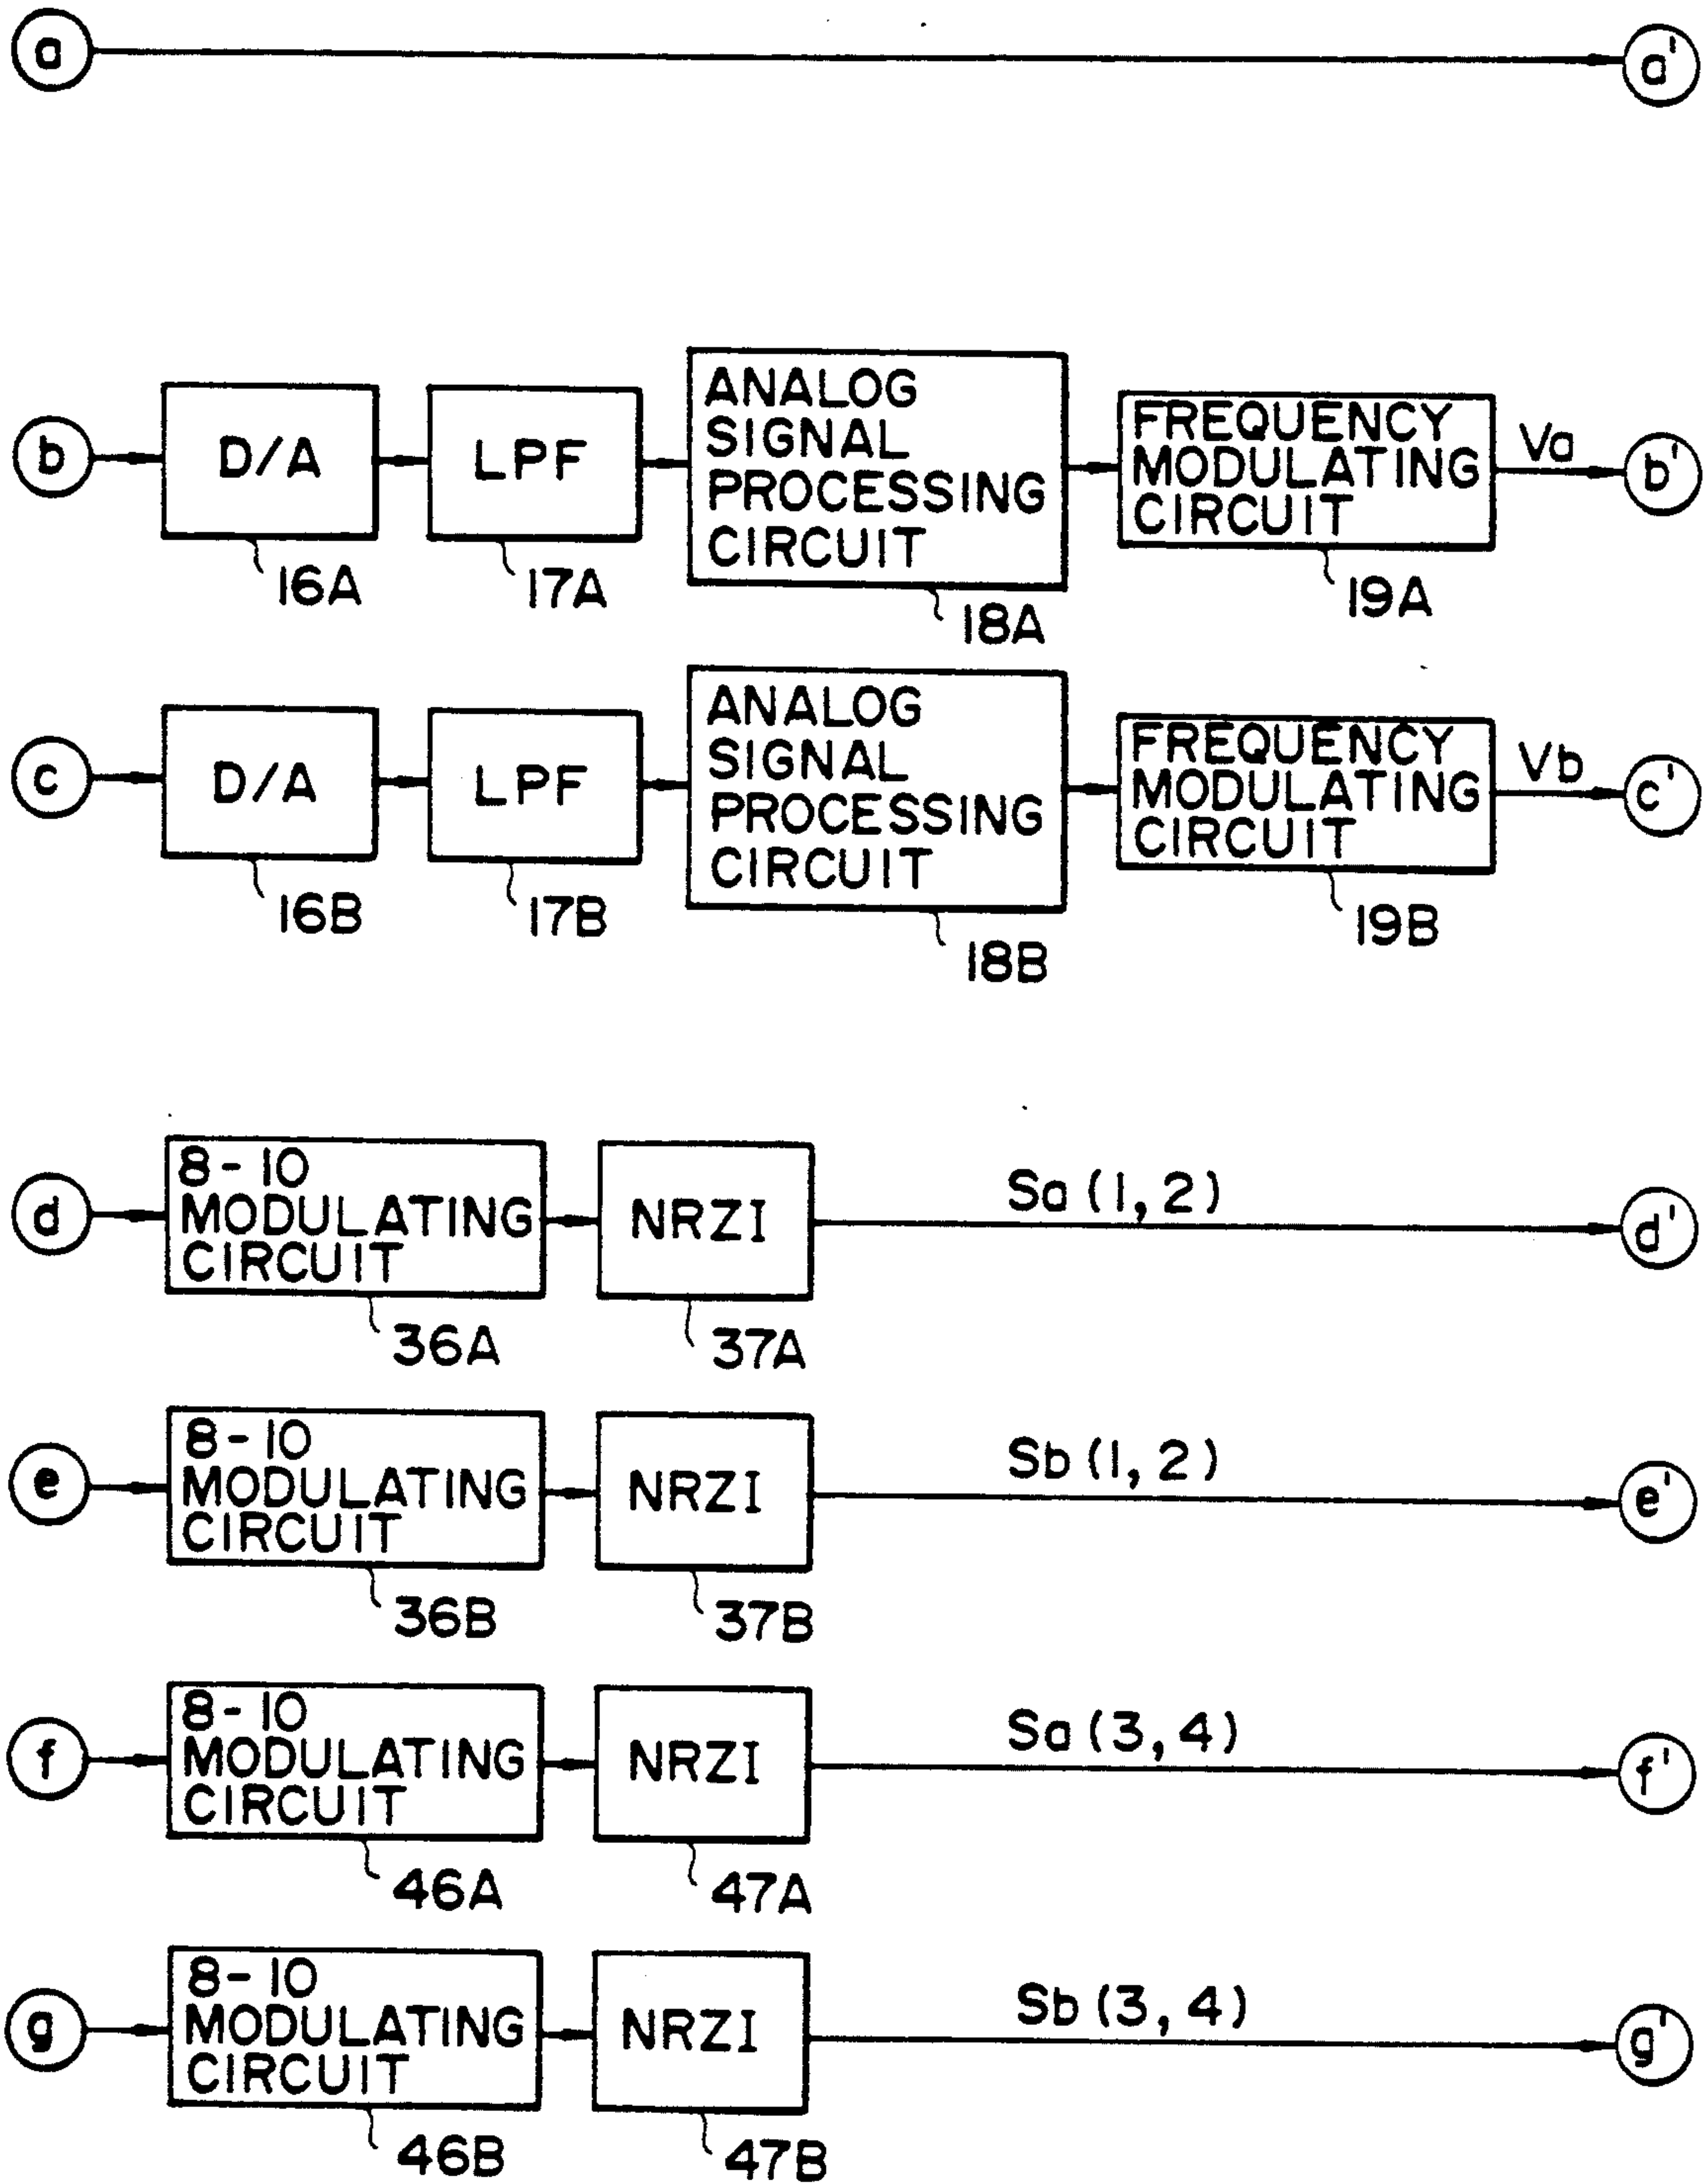 a a'
b D/A LPF ANALOG SIGNAL PROCESSING CIRCUIT FREQUENCY MODULATING CIRCUIT Va b'
16A 17A 18A 19A
c D/A LPF ANALOG SIGNAL PROCESSING CIRCUIT FREQUENCY MODULATING CIRCUIT Vb c'
16B 17B 18B 19B
d 8-10 MODULATING CIRCUIT NRZI Sa (1, 2) d'
36A 37A
e 8-10 MODULATING CIRCUIT NRZI Sb (1, 2) e'
36B 37B
f 8-10 MODULATING CIRCUIT NRZI Sa (3, 4) f'
46A 47A
g 8-10 MODULATING CIRCUIT NRZI Sb (3, 4) g'
46B 47B